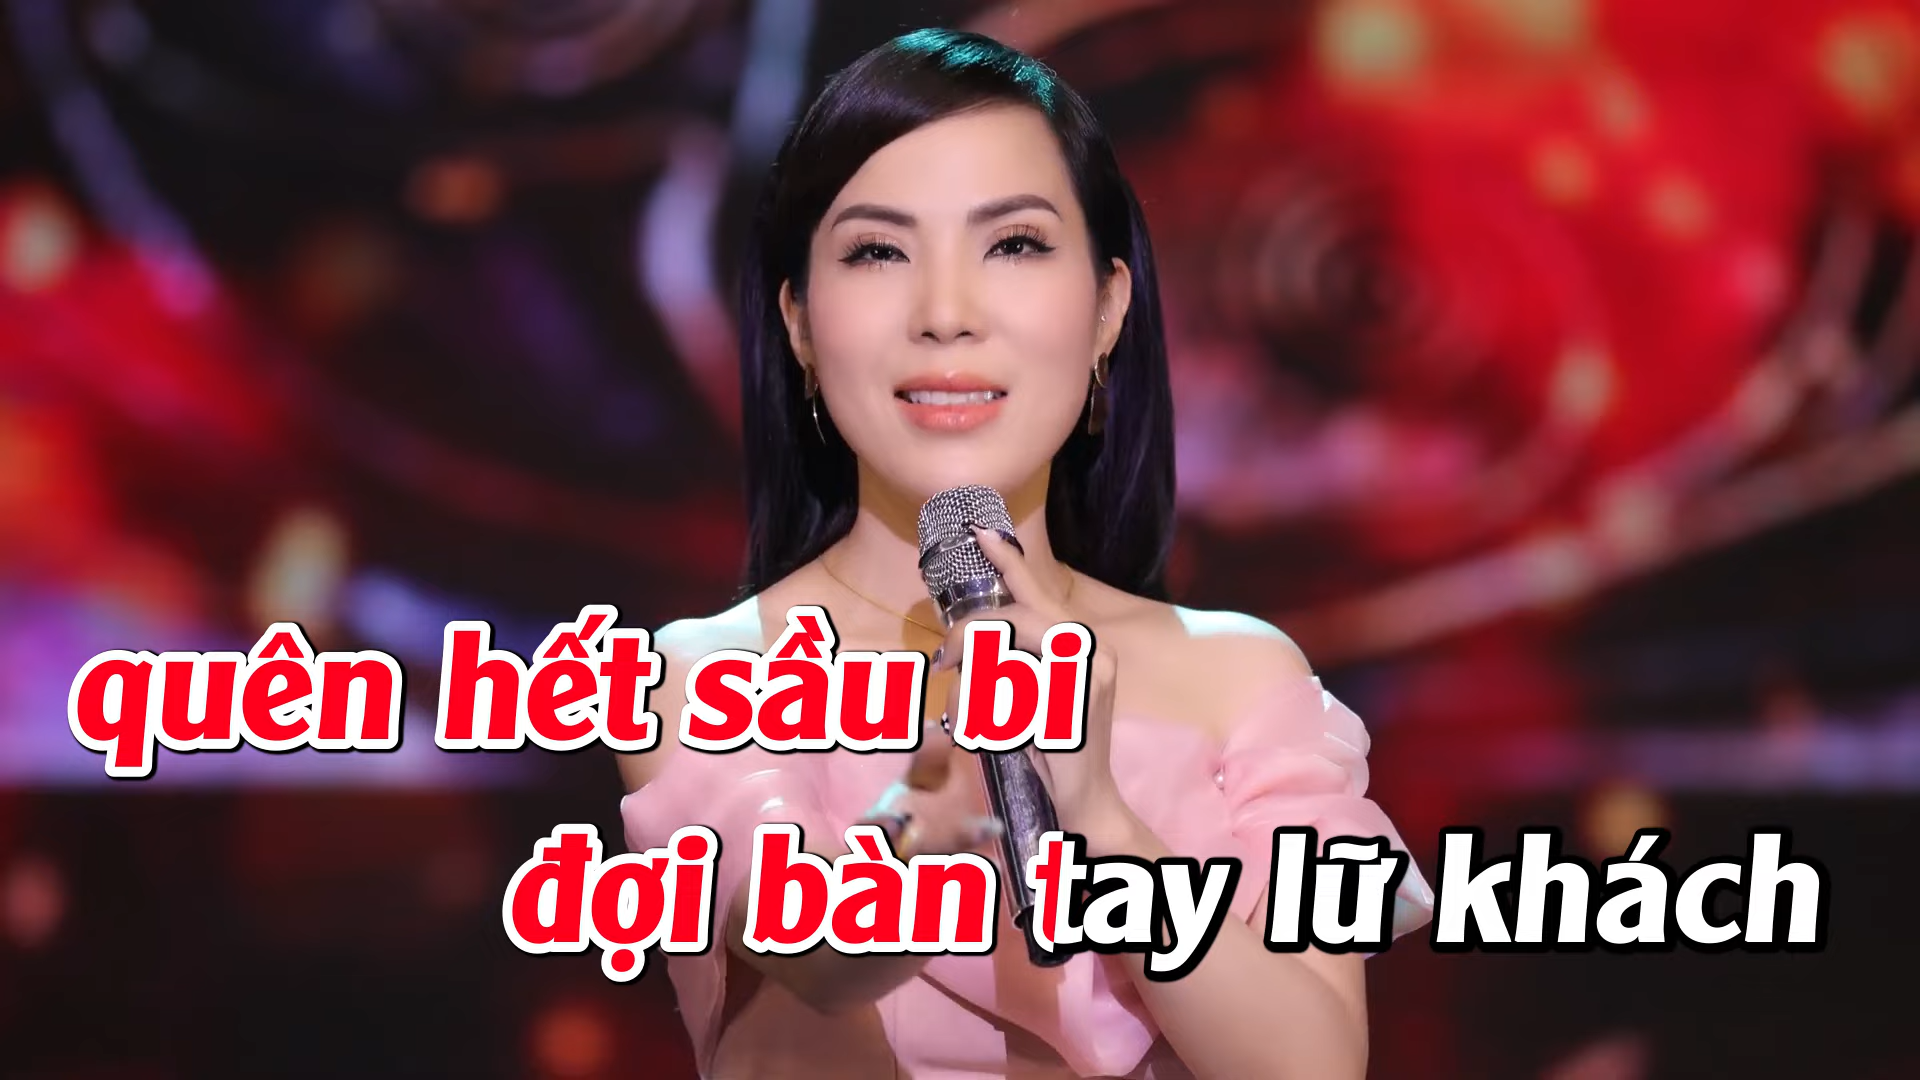 quên hết sầu bi
đợi bàn tay lữ khách